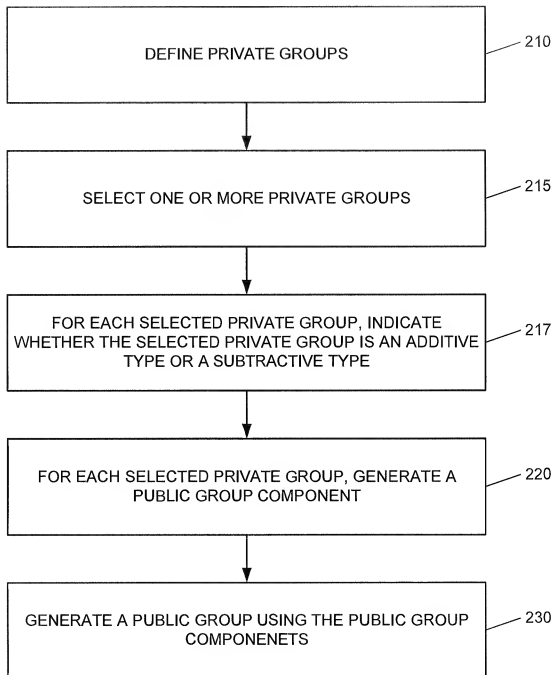 DEFINE PRIVATE GROUPS
210
SELECT ONE OR MORE PRIVATE GROUPS
215
FOR EACH SELECTED PRIVATE GROUP, INDICATE
WHETHER THE SELECTED PRIVATE GROUP IS AN ADDITIVE
TYPE OR A SUBTRACTIVE TYPE
217
FOR EACH SELECTED PRIVATE GROUP, GENERATE A
PUBLIC GROUP COMPONENT
220
GENERATE A PUBLIC GROUP USING THE PUBLIC GROUP
COMPONENETS
230